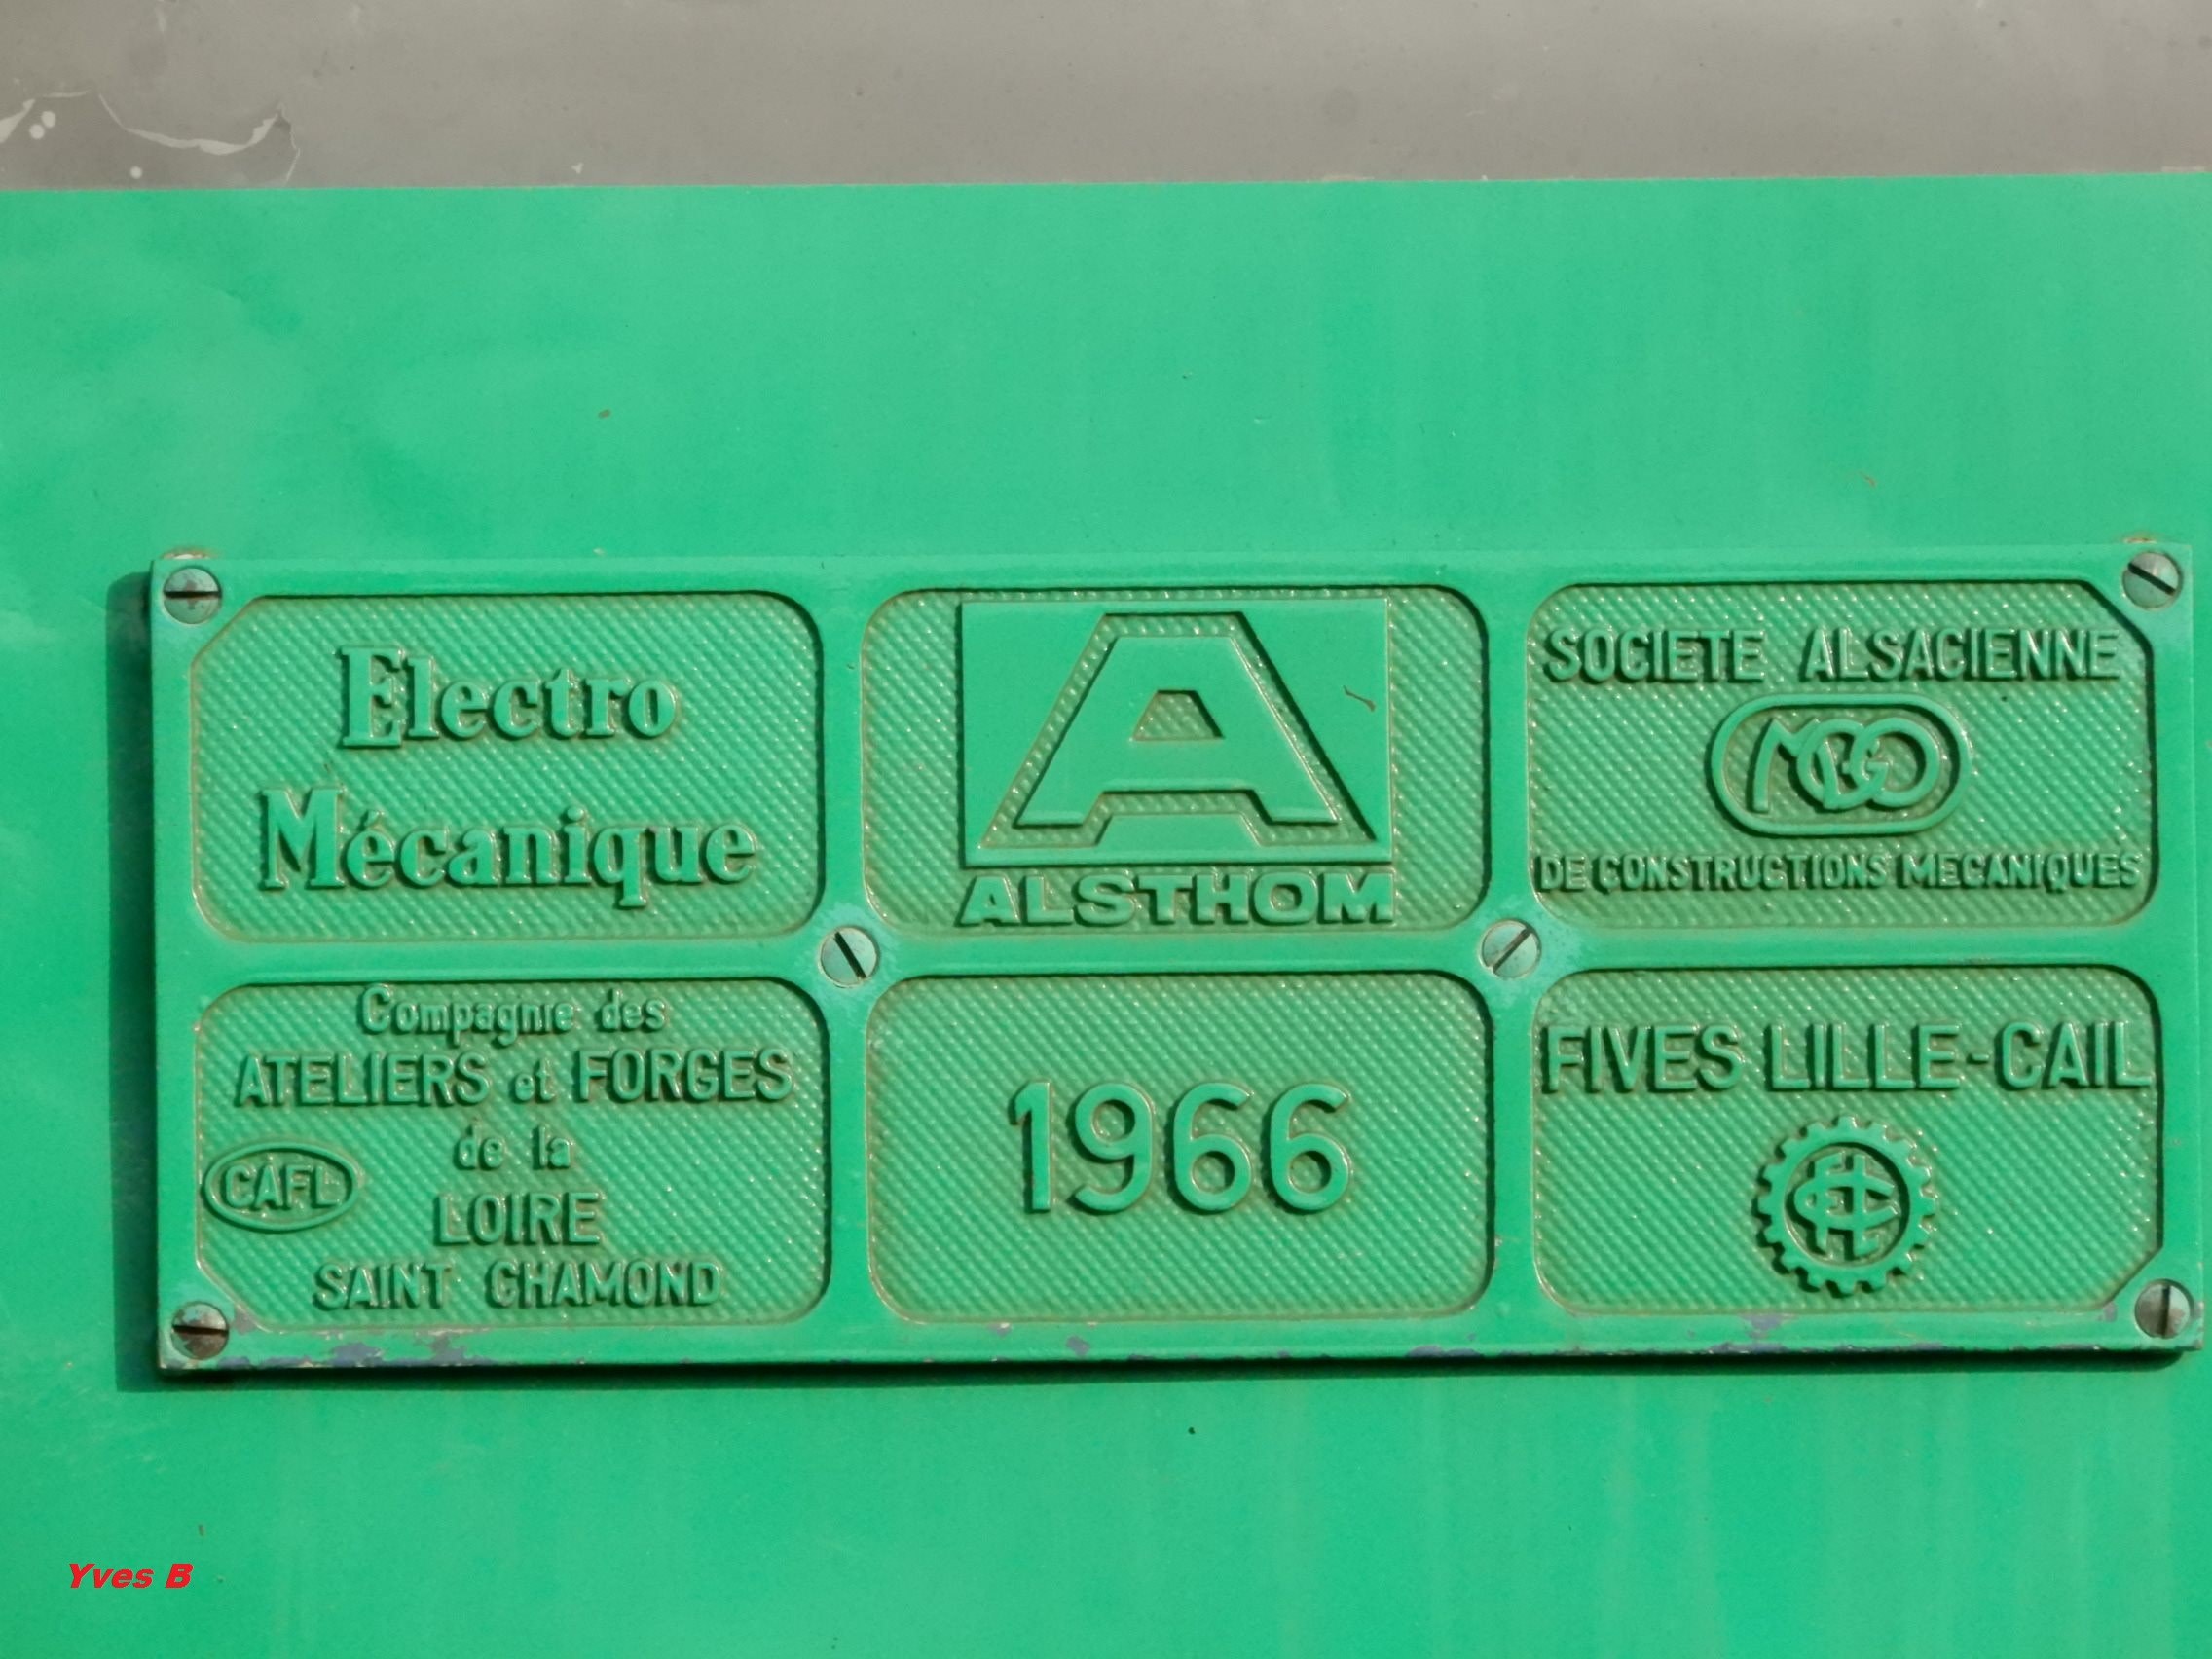 Electro
Mécanique
A
ALSTHOM
SOCIETE ALSACIENNE
MGO
DE CONSTRUCTIONS MECANIQUES
Compagnie des
ATELIERS et FORGES
de la
CAFL
LOIRE
SAINT CHAMOND
1966
FIVES LILLE-CAIL
Yves B